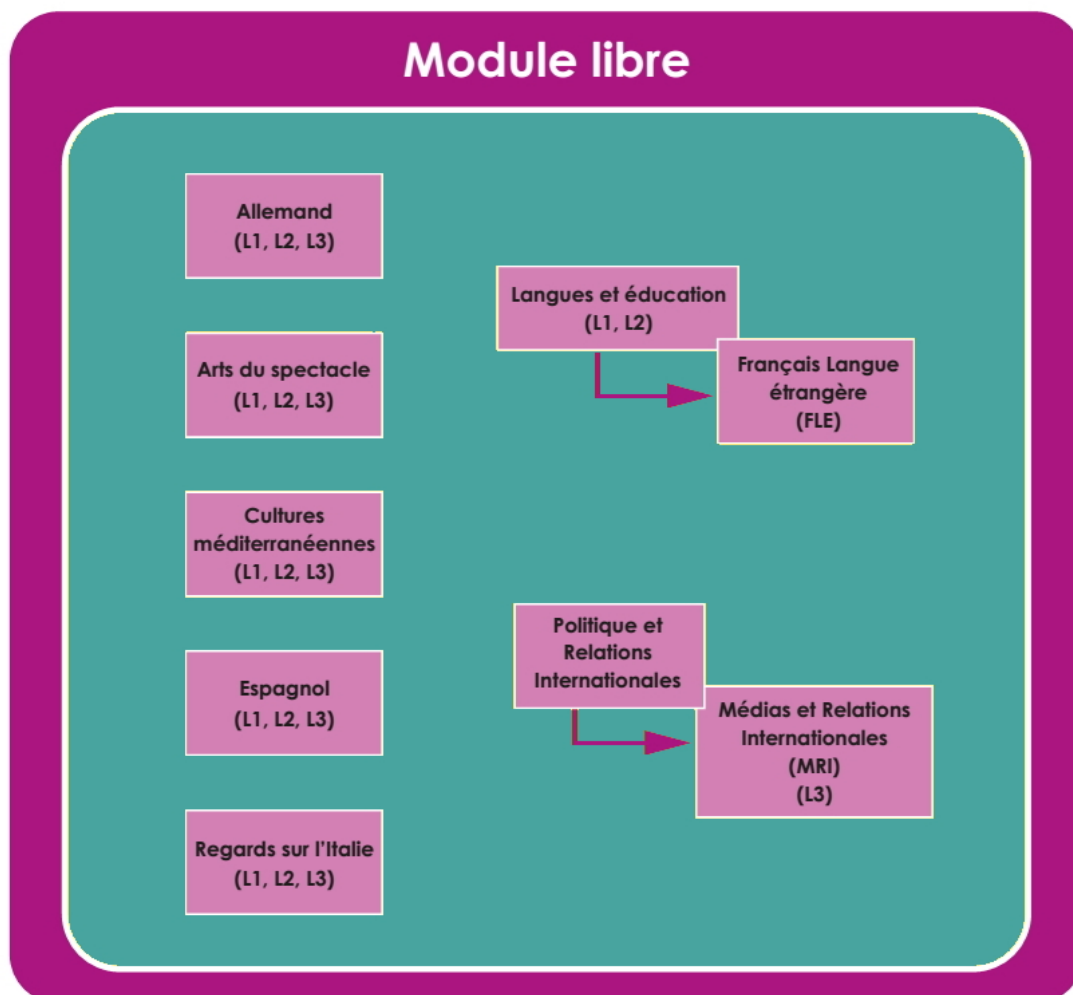 Module libre
Allemand
(L1, L2, L3)
Arts du spectacle
(L1, L2, L3)
Cultures
méditerranéennes
(L1, L2, L3)
Espagnol
(L1, L2, L3)
Regards sur l'Italie
(L1, L2, L3)
Langues et éducation
(L1, L2)
Français Langue
étrangère
(FLE)
Politique et
Relations
Internationales
Médias et Relations
Internationales
(MRI)
(L3)